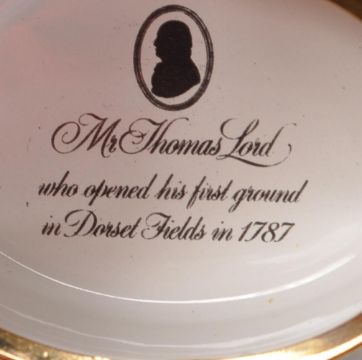 Mr Thomas Lord
who opened his first ground
in Dorset Fields in 1787